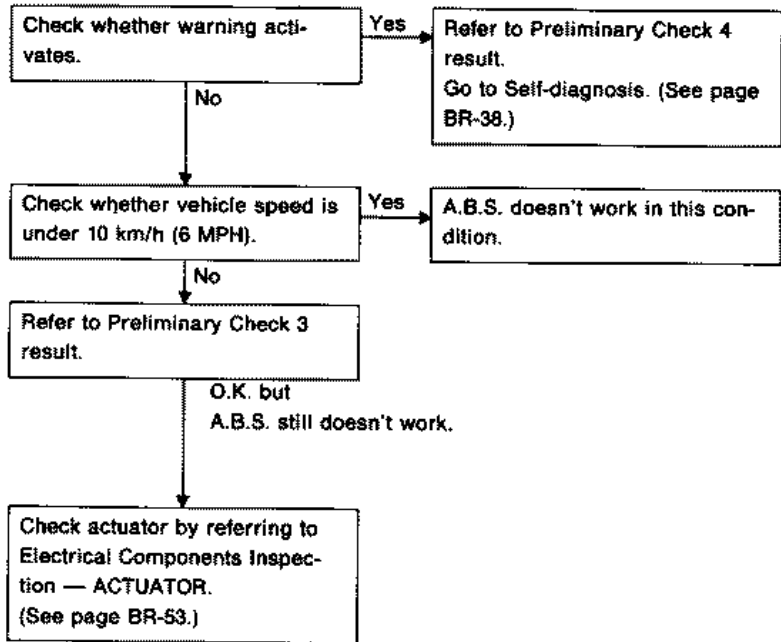 Check whether warning acti-
vates.
Yes
Refer to Preliminary Check 4
result.
Go to Self-diagnosis. (See page
BR-38.)
No
Check whether vehicle speed is
under 10 km/h (6 MPH).
Yes
A.B.S. doesn't work in this con-
dition.
No
Refer to Preliminary Check 3
result.
O.K. but
A.B.S. still doesn't work.
Check actuator by referring to
Electrical Components Inspec-
tion — ACTUATOR.
(See page BR-53.)